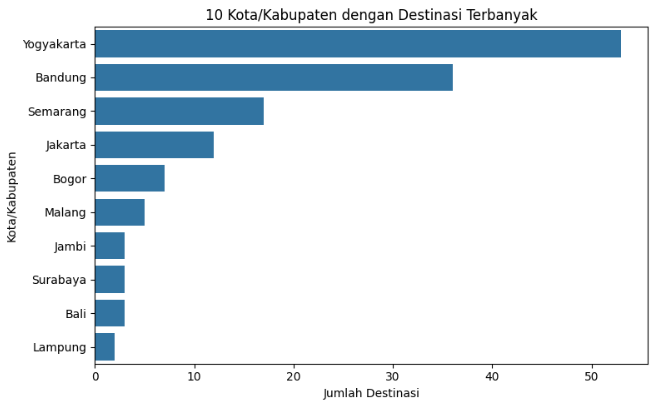 10 Kota/Kabupaten dengan Destinasi Terbanyak
Kota/Kabupaten
Yogyakarta
Bandung
Semarang
Jakarta
Bogor
Malang
Jambi
Surabaya
Bali
Lampung
0 10 20 30 40 50
Jumlah Destinasi